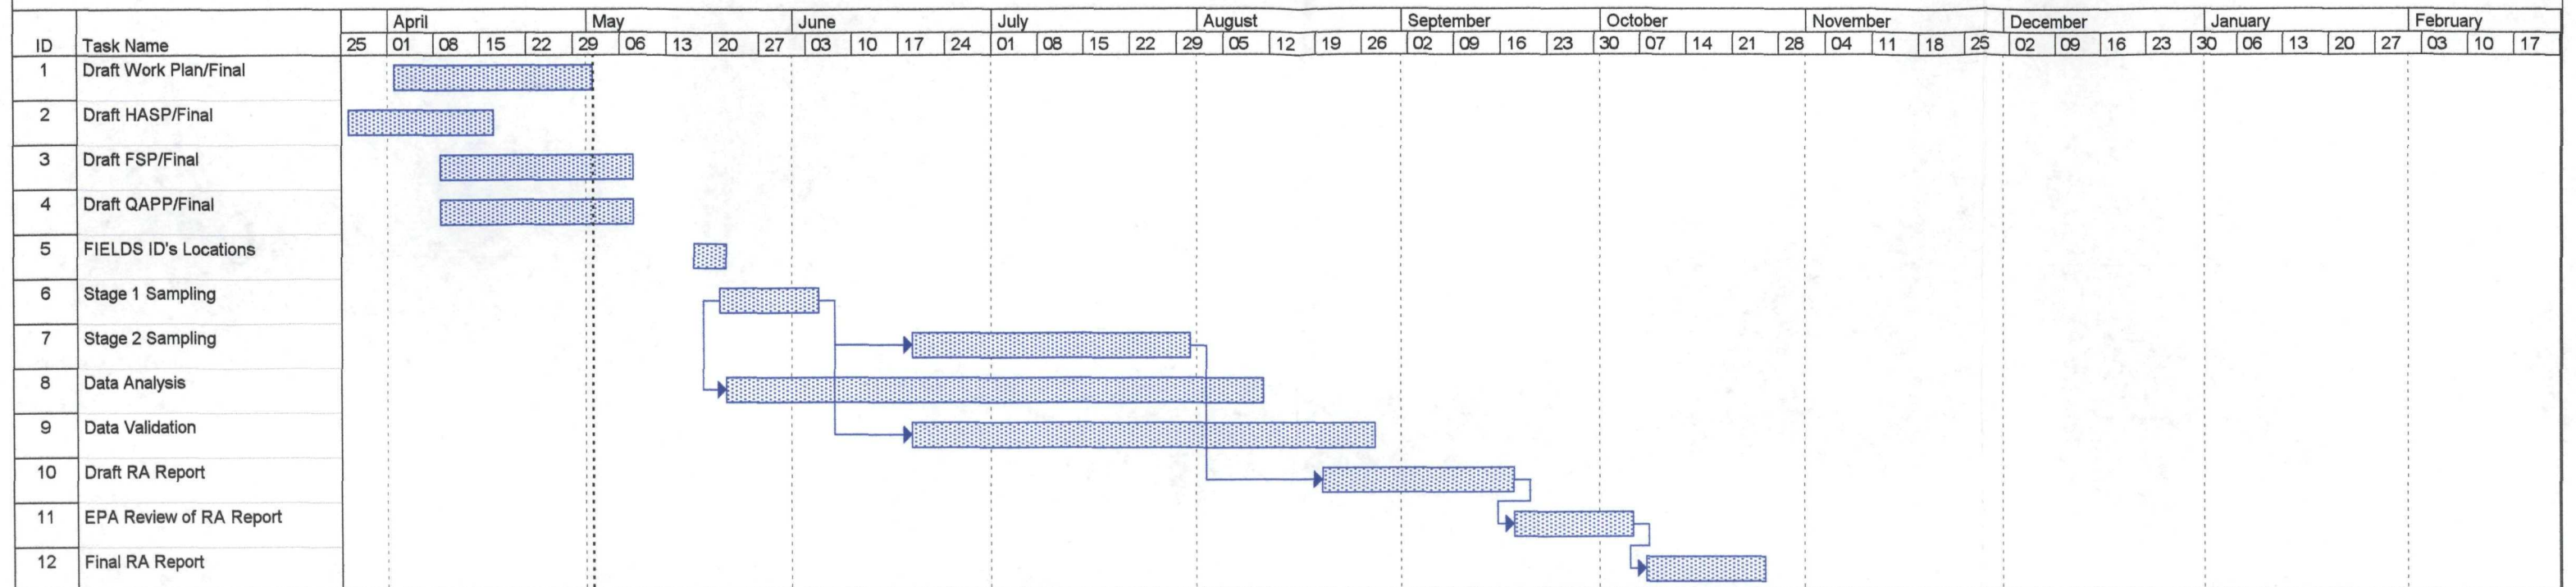 April May June July August September October November December January February
ID Task Name 25 01 08 15 22 29 06 13 20 27 03 10 17 24 01 08 15 22 29 05 12 19 26 02 09 16 23 30 07 14 21 28 04 11 18 25 02 09 16 23 30 06 13 20 27 03 10 17
1 Draft Work Plan/Final
2 Draft HASP/Final
3 Draft FSP/Final
4 Draft QAPP/Final
5 FIELDS ID's Locations
6 Stage 1 Sampling
7 Stage 2 Sampling
8 Data Analysis
9 Data Validation
10 Draft RA Report
11 EPA Review of RA Report
12 Final RA Report